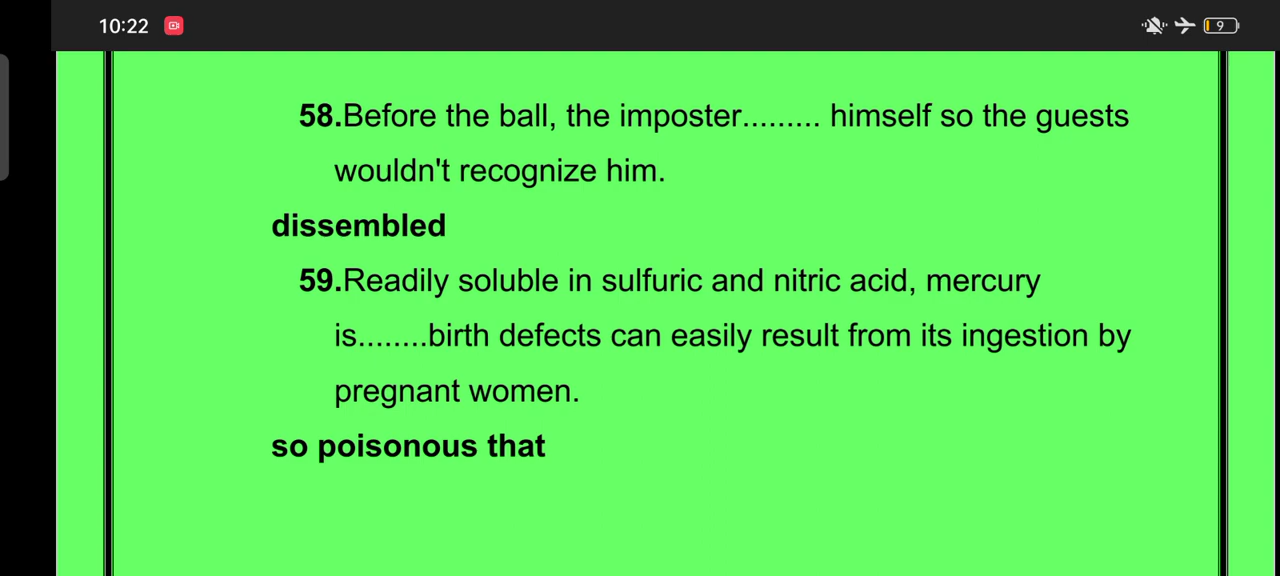 10:22
9
58.Before the ball, the imposter......... himself so the guests
wouldn't recognize him.
dissembled
59.Readily soluble in sulfuric and nitric acid, mercury
is........birth defects can easily result from its ingestion by
pregnant women.
so poisonous that